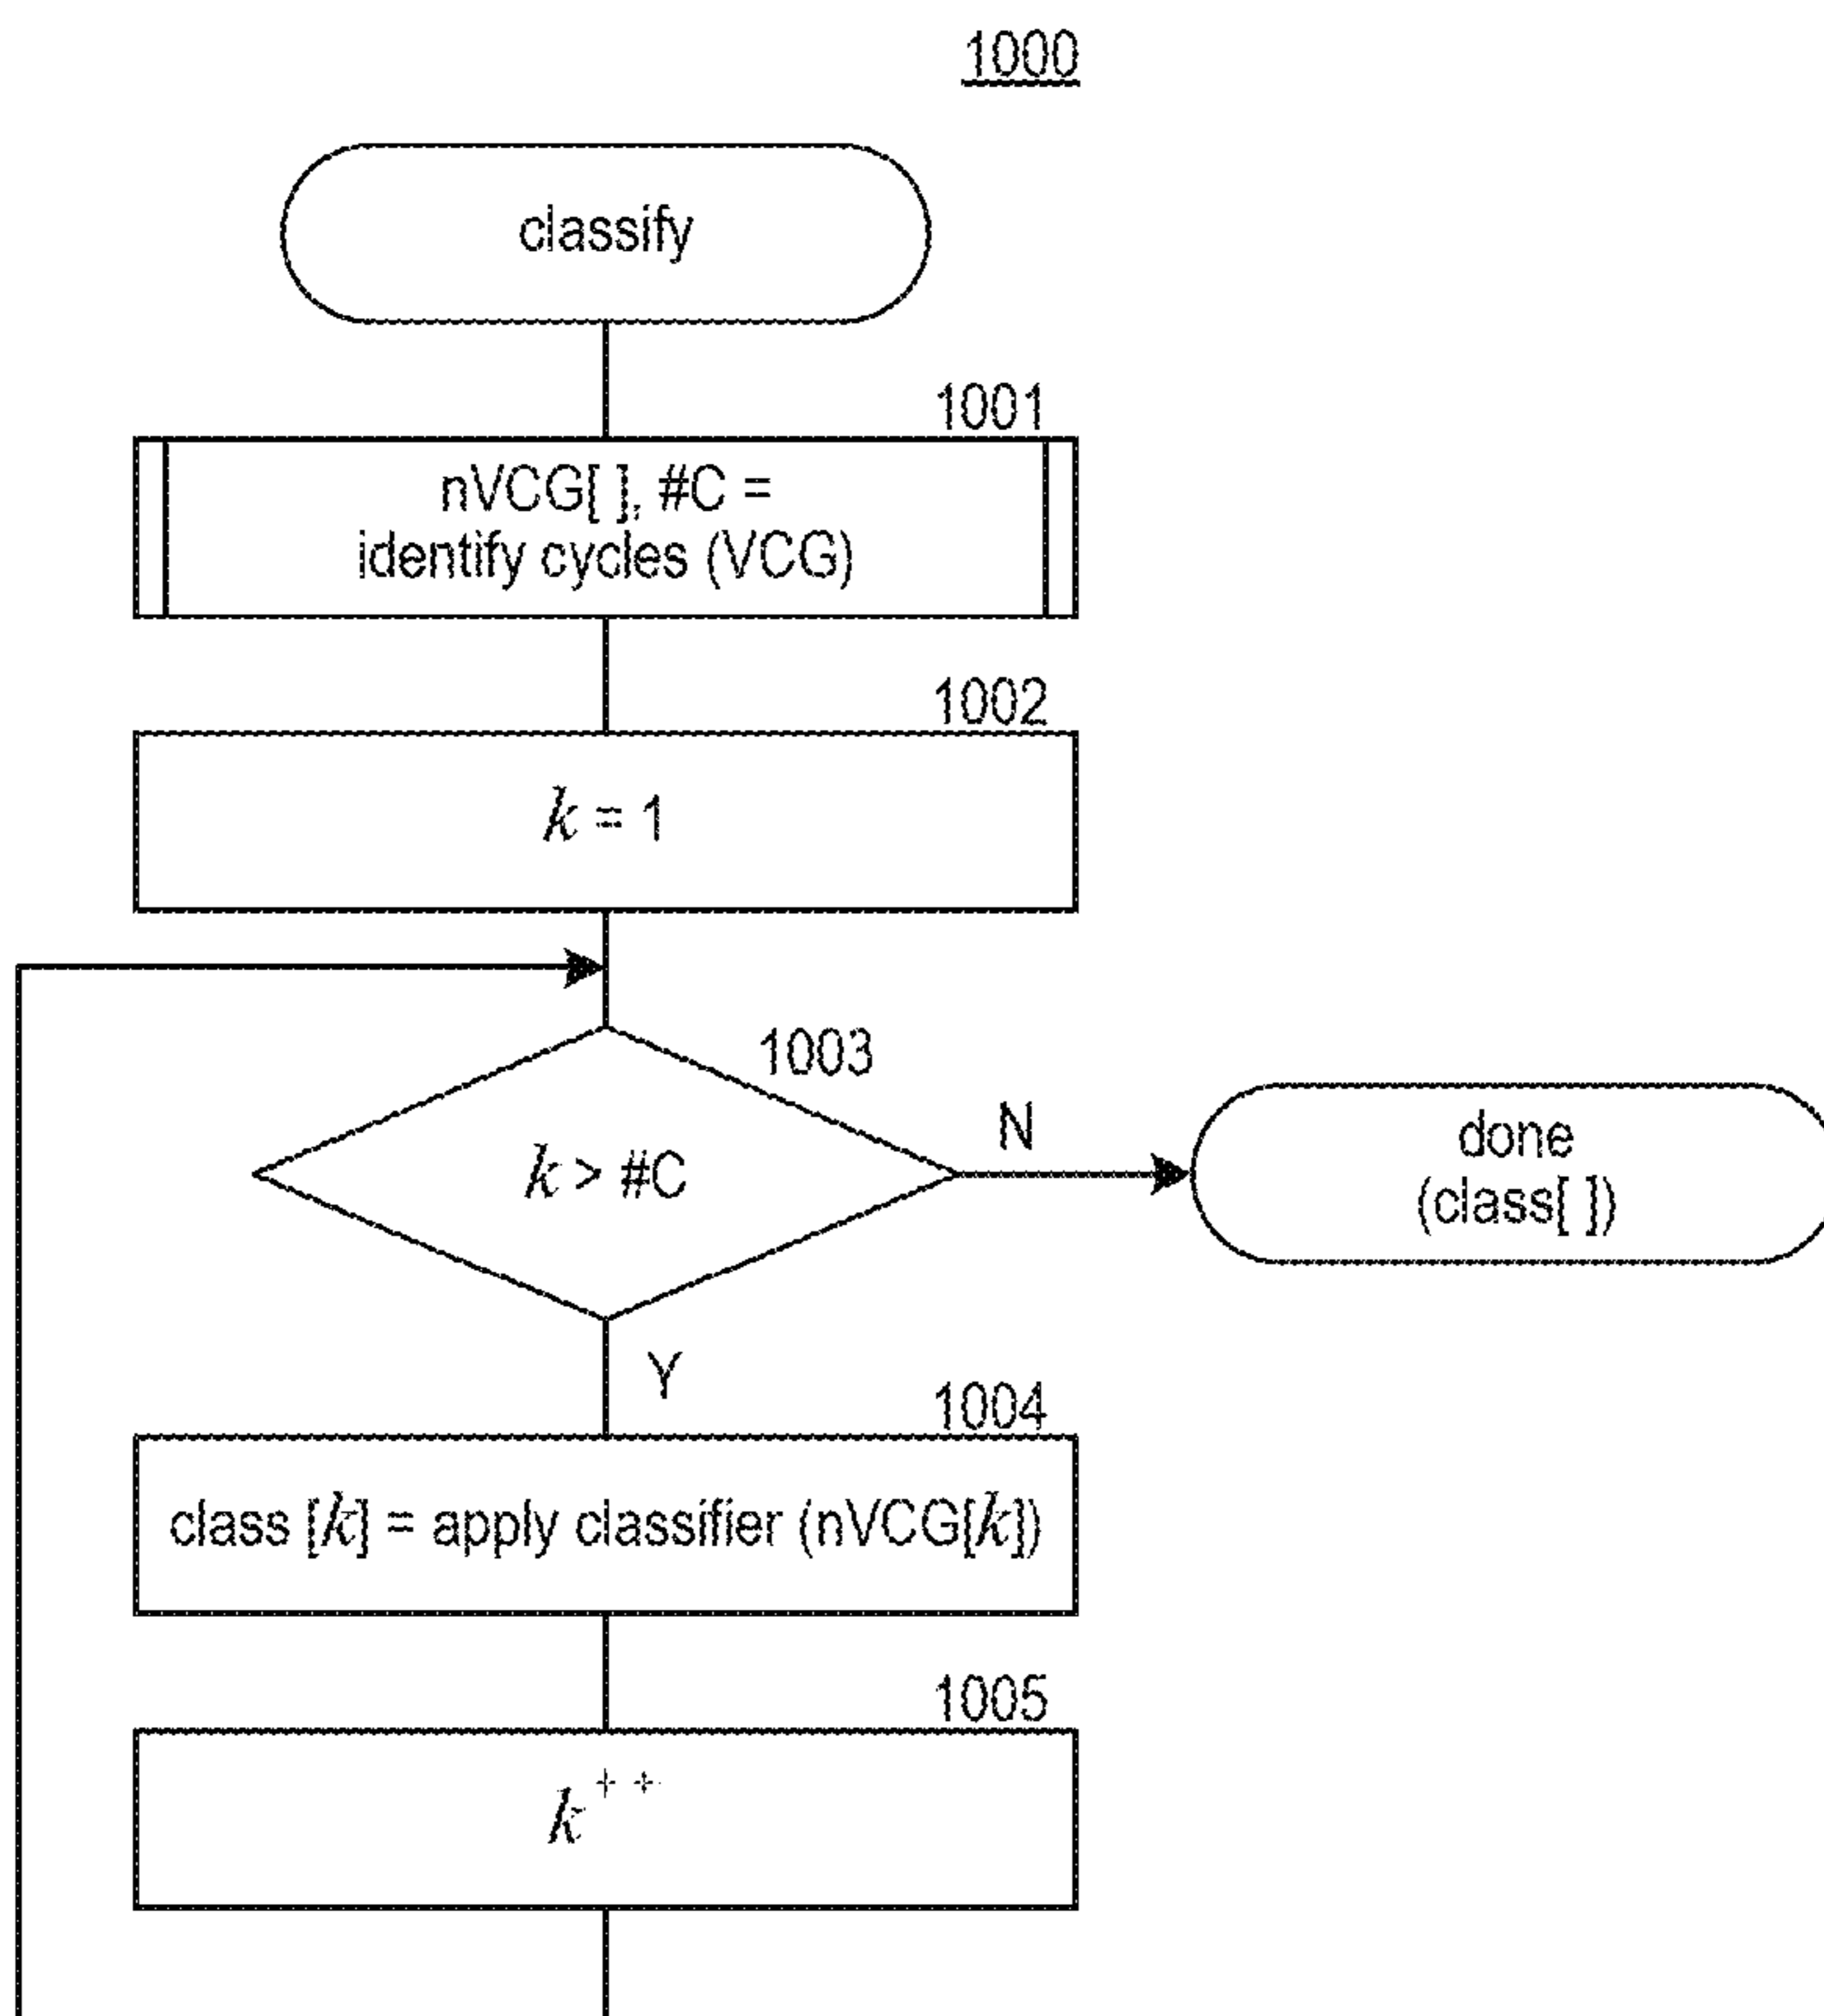 1000
classify
1001
nVCG[ ], #C =
identify cycles (VCG)
1002
k = 1
1003
k > #C
N
done
(class[ ])
Y
1004
class [k] = apply classifier (nVCG[k])
1005
k++